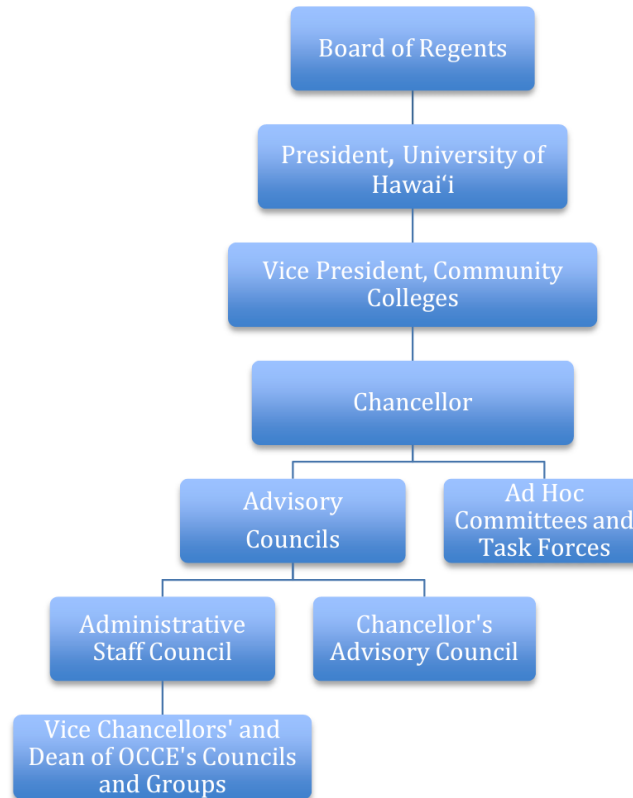 Board of Regents
President, University of
Hawaiʻi
Vice President, Community
Colleges
Chancellor
Advisory
Councils
Ad Hoc
Committees and
Task Forces
Administrative
Staff Council
Chancellor's
Advisory Council
Vice Chancellors' and
Dean of OCCE's Councils
and Groups